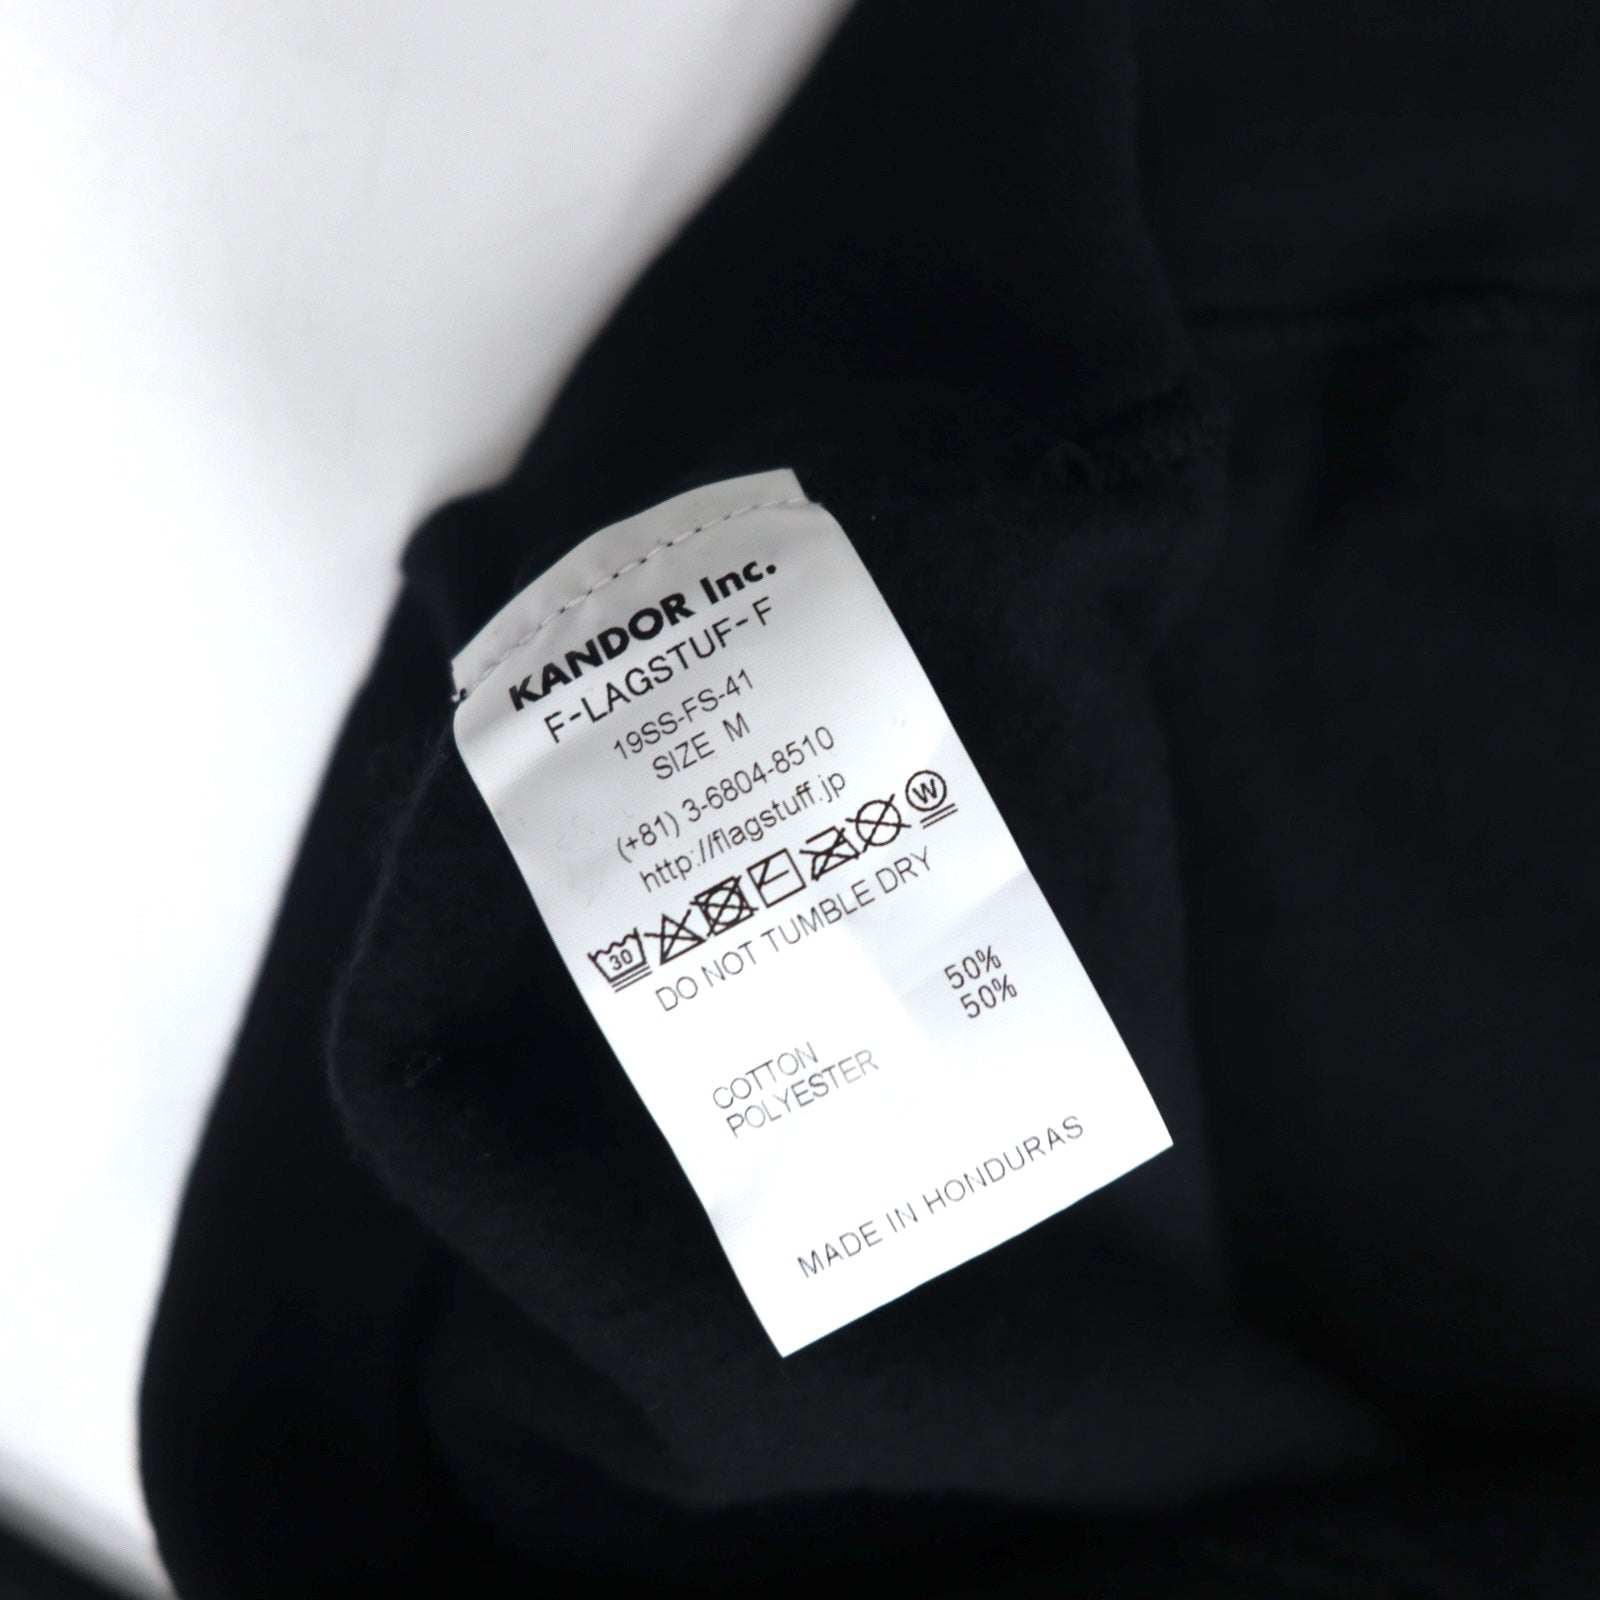 KANDOR Inc.
F-LAGSTUF-F
19SS-FS-41
SIZE M
(+81) 3-6804-8510
http://flagstuff.jp
30
W
DO NOT TUMBLE DRY
50%
50%
COTTON
POLYESTER
MADE IN HONDURAS